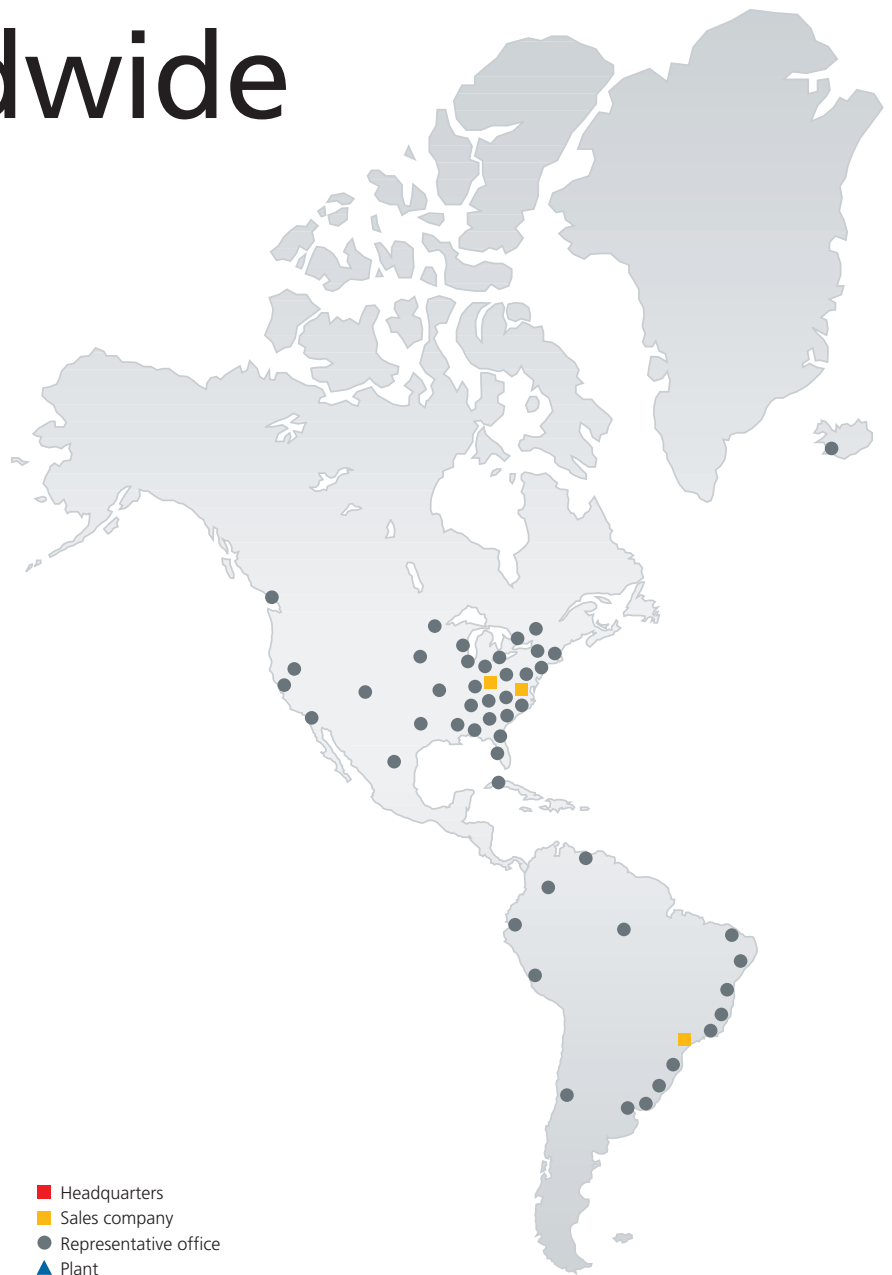 dwide
Headquarters
Sales company
Representative office
Plant